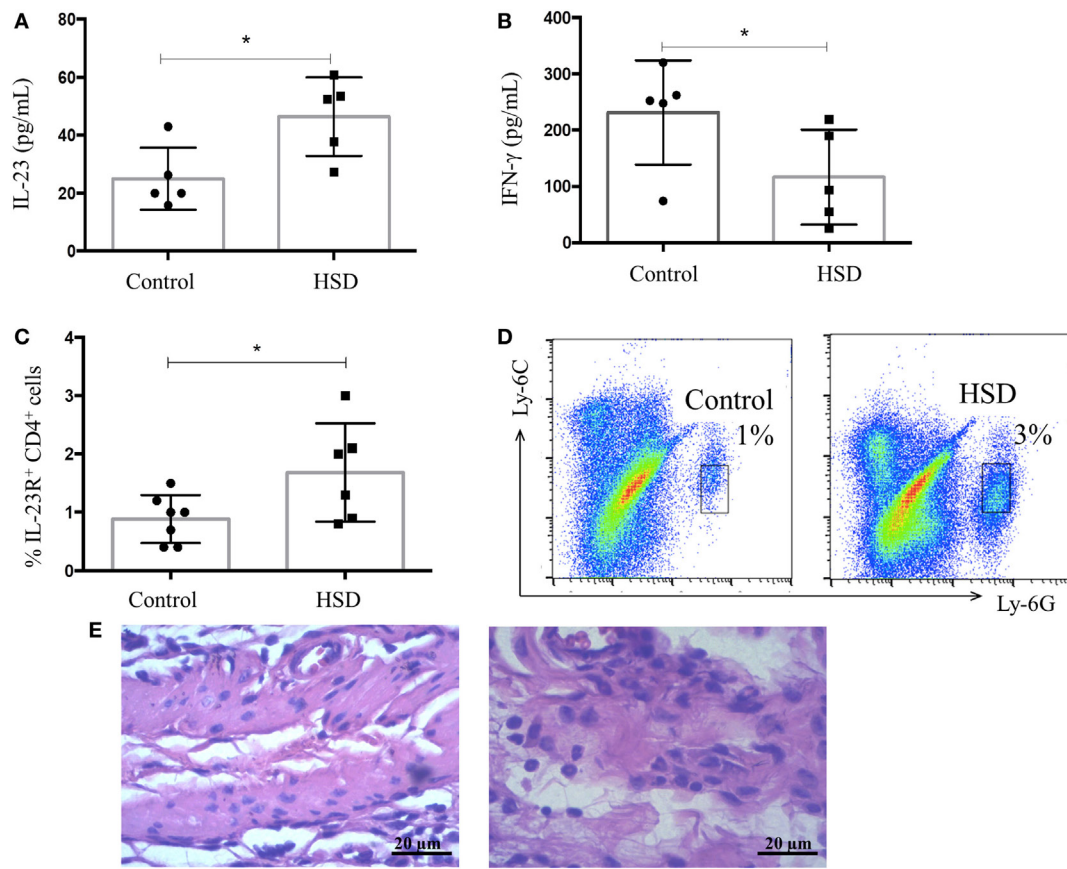 A
IL-23 (pg/mL)
80
60
40
20
0
*
Control
HSD
B
IFN-γ (pg/mL)
400
300
200
100
0
*
Control
HSD
C
% IL-23R⁺ CD4⁺ cells
4
3
2
1
0
*
Control
HSD
D
Ly-6C
Control
1%
HSD
3%
Ly-6G
E
20 μm
20 μm